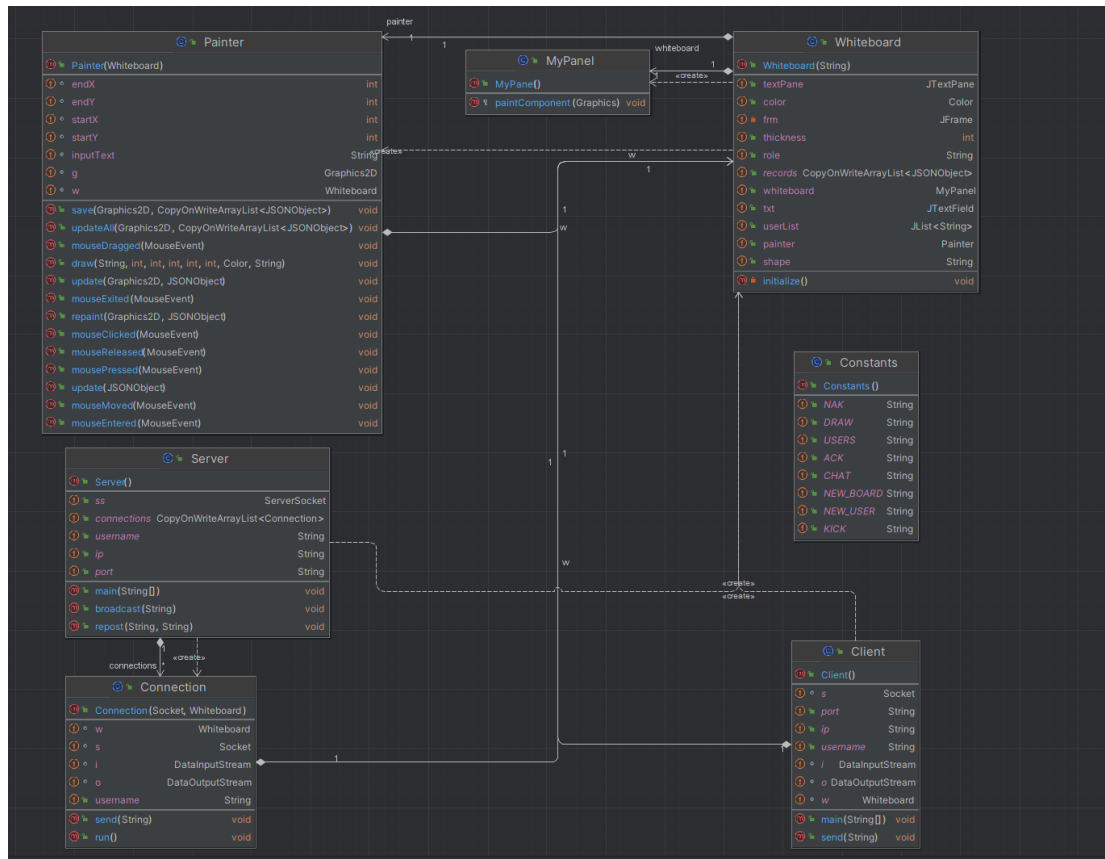 painter
1
1
Painter
Painter(Whiteboard)
endX int
endY int
startX int
startY int
inputText String
g Graphics2D
w Whiteboard
save(Graphics2D, CopyOnWriteArrayList<JSONObject>) void
updateAll(Graphics2D, CopyOnWriteArrayList<JSONObject>) void
mouseDragged(MouseEvent) void
draw(String, int, int, int, int, int, Color, String) void
update(Graphics2D, JSONObject) void
mouseExited(MouseEvent) void
repaint(Graphics2D, JSONObject) void
mouseClicked(MouseEvent) void
mouseReleased(MouseEvent) void
mousePressed(MouseEvent) void
update(JSONObject) void
mouseMoved(MouseEvent) void
mouseEntered(MouseEvent) void
MyPanel
MyPanel()
paintComponent(Graphics) void
whiteboard
1
1
«create»
«create»
Whiteboard
Whiteboard(String)
textPane JTextPane
color Color
frm JFrame
thickness int
role String
records CopyOnWriteArrayList<JSONObject>
whiteboard MyPanel
txt JTextField
userList JList<String>
painter Painter
shape String
initialize() void
w
1
1
w
1
1
w
Constants
Constants()
NAK String
DRAW String
USERS String
ACK String
CHAT String
NEW_BOARD String
NEW_USER String
KICK String
Server
Server()
ss ServerSocket
connections CopyOnWriteArrayList<Connection>
username String
ip String
port String
main(String[]) void
broadcast(String) void
repost(String, String) void
«create»
«create»
1
«create»
connections *
Connection
Connection(Socket, Whiteboard)
w Whiteboard
s Socket
i DataInputStream
o DataOutputStream
username String
send(String) void
run() void
1
1
Client
Client()
s Socket
port String
ip String
username String
i DataInputStream
o DataOutputStream
w Whiteboard
main(String[]) void
send(String) void